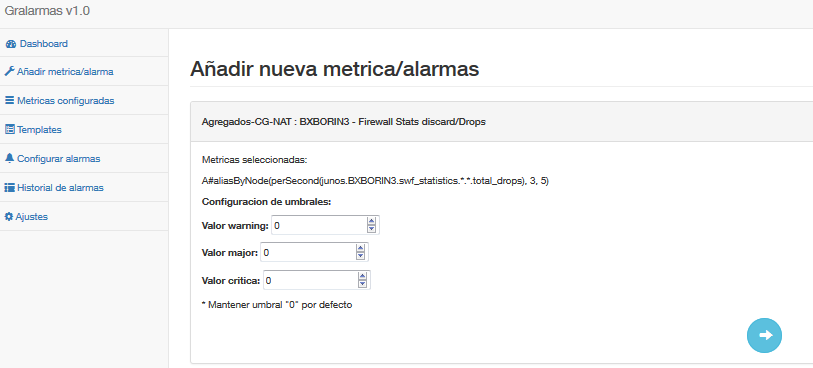 Gralarmas v1.0
Dashboard
Añadir metrica/alarma
Metricas configuradas
Templates
Configurar alarmas
Historial de alarmas
Ajustes
Añadir nueva metrica/alarmas
Agregados-CG-NAT : BXBORIN3 - Firewall Stats discard/Drops
Metricas seleccionadas:
A#aliasByNode(perSecond(junos.BXBORIN3.swf_statistics.*.*.total_drops), 3, 5)
Configuracion de umbrales:
Valor warning: 0
Valor major: 0
Valor critica: 0
* Mantener umbral "0" por defecto